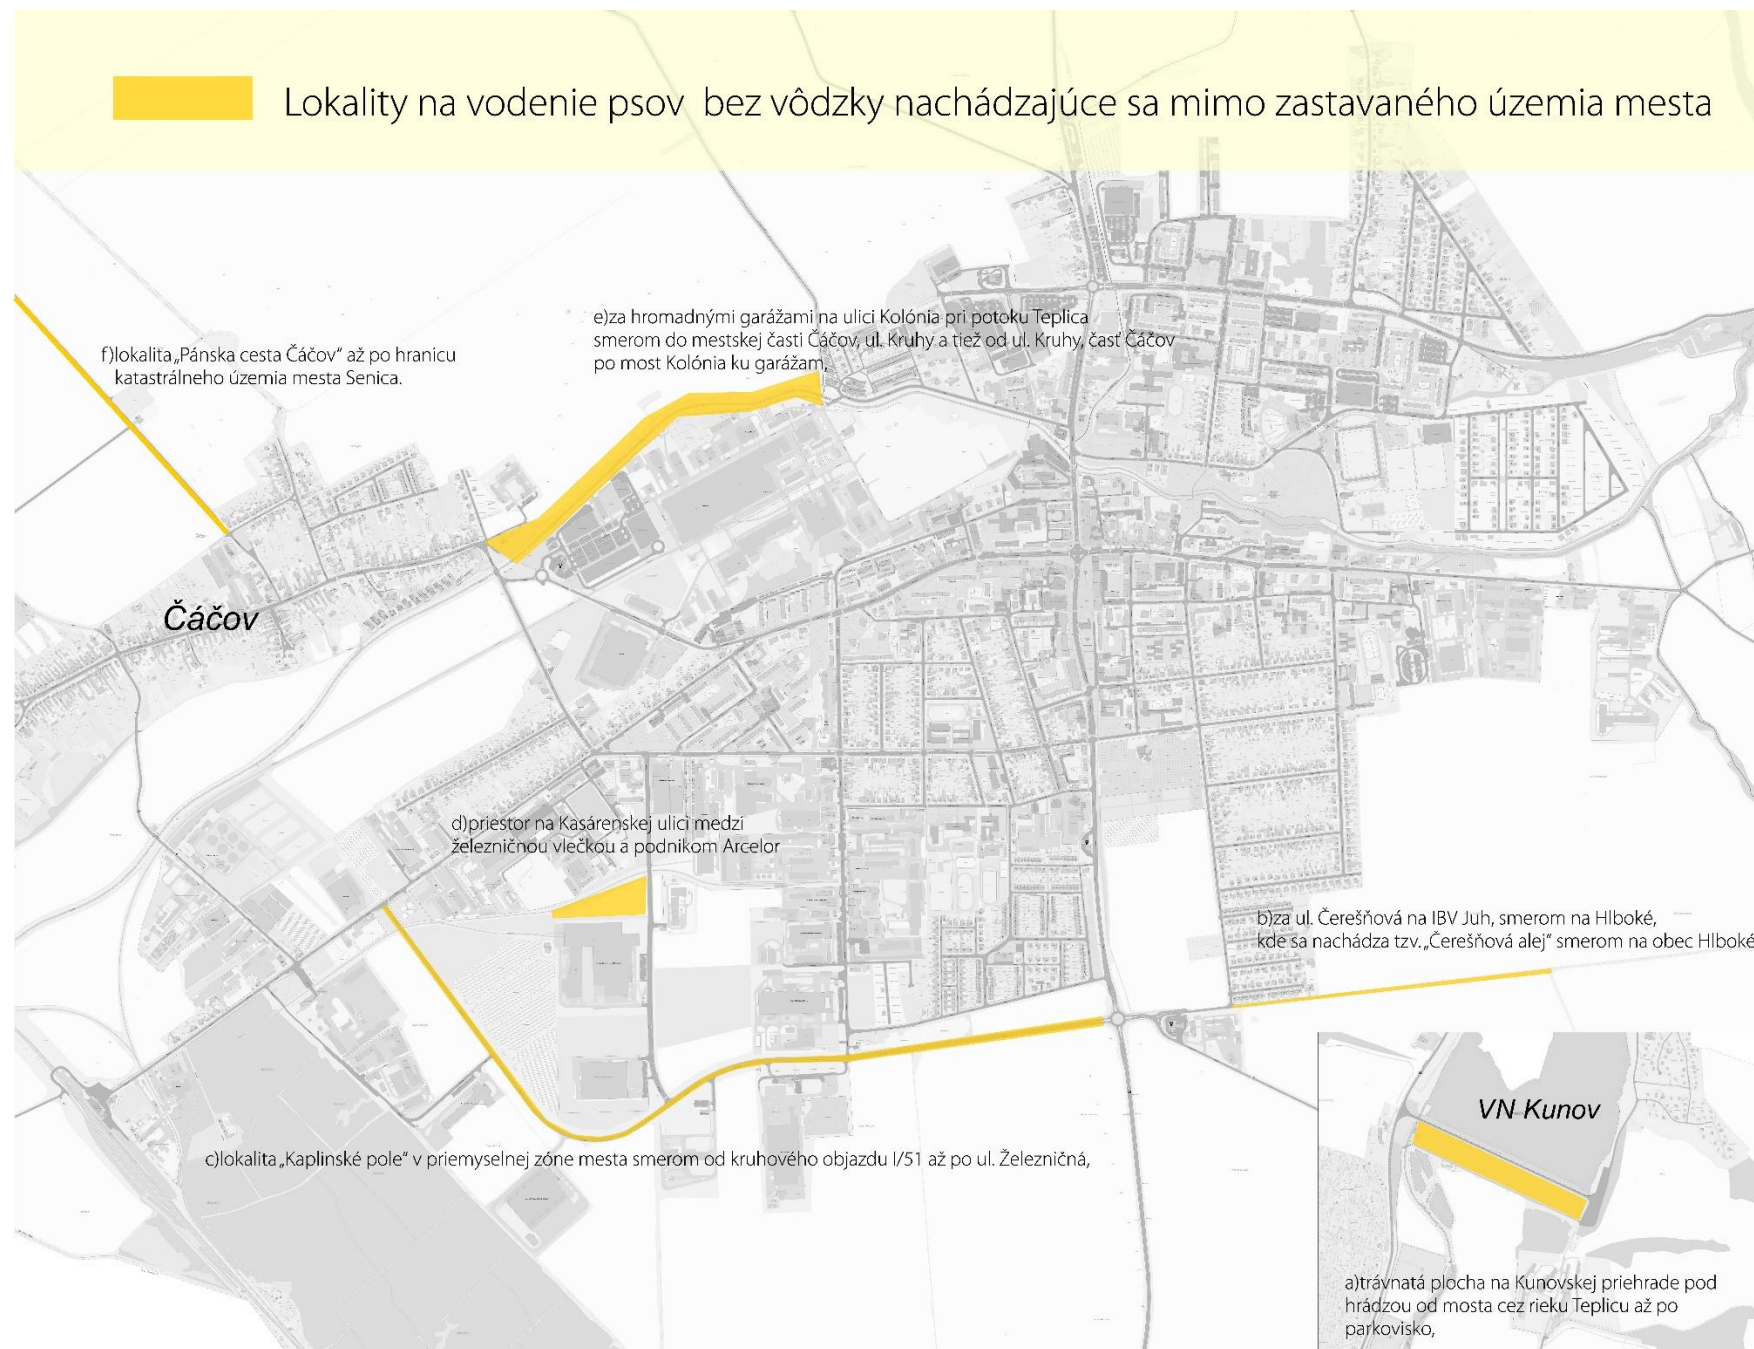 Lokality na vodenie psov bez vôdzky nachádzajúce sa mimo zastavaného územia mesta
e)za hromadnými garážami na ulici Kolónia pri potoku Teplica
smerom do mestskej časti Čáčov, ul. Kruhy a tiež od ul. Kruhy, časť Čáčov
po most Kolónia ku garážam,
f)lokalita „Pánska cesta Čáčov" až po hranicu
katastrálneho územia mesta Senica.
Čáčov
d)priestor na Kasárenskej ulici medzi
železničnou vlečkou a podnikom Arcelor
b)za ul. Čerešňová na IBV Juh, smerom na Hlboké,
kde sa nachádza tzv. „Čerešňová alej" smerom na obec Hlboké
c)lokalita „Kaplinské pole" v priemyselnej zóne mesta smerom od kruhového objazdu I/51 až po ul. Železničná,
VN Kunov
a)trávnatá plocha na Kunovskej priehrade pod
hrádzou od mosta cez rieku Teplicu až po
parkovisko,